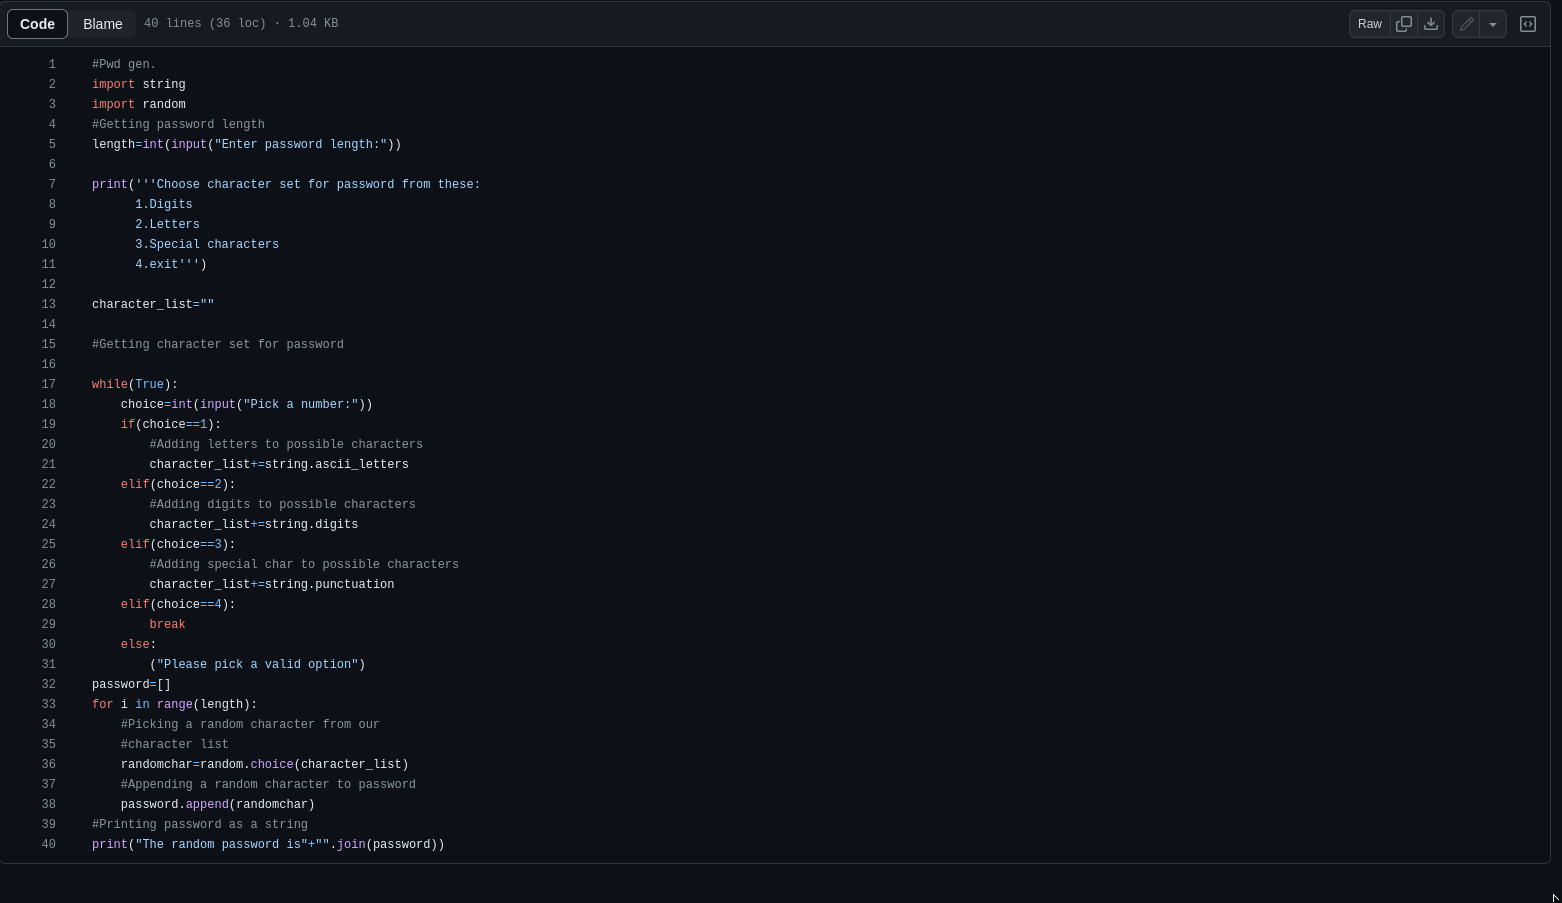 Code Blame 40 lines (36 loc) · 1.04 KB Raw
1 #Pwd gen.
2 import string
3 import random
4 #Getting password length
5 length=int(input("Enter password length:"))
6
7 print('''Choose character set for password from these:
8       1.Digits
9       2.Letters
10       3.Special characters
11       4.exit''')
12
13 character_list=""
14
15 #Getting character set for password
16
17 while(True):
18     choice=int(input("Pick a number:"))
19     if(choice==1):
20         #Adding letters to possible characters
21         character_list+=string.ascii_letters
22     elif(choice==2):
23         #Adding digits to possible characters
24         character_list+=string.digits
25     elif(choice==3):
26         #Adding special char to possible characters
27         character_list+=string.punctuation
28     elif(choice==4):
29         break
30     else:
31         ("Please pick a valid option")
32 password=[]
33 for i in range(length):
34     #Picking a random character from our
35     #character list
36     randomchar=random.choice(character_list)
37     #Appending a random character to password
38     password.append(randomchar)
39 #Printing password as a string
40 print("The random password is"+"".join(password))